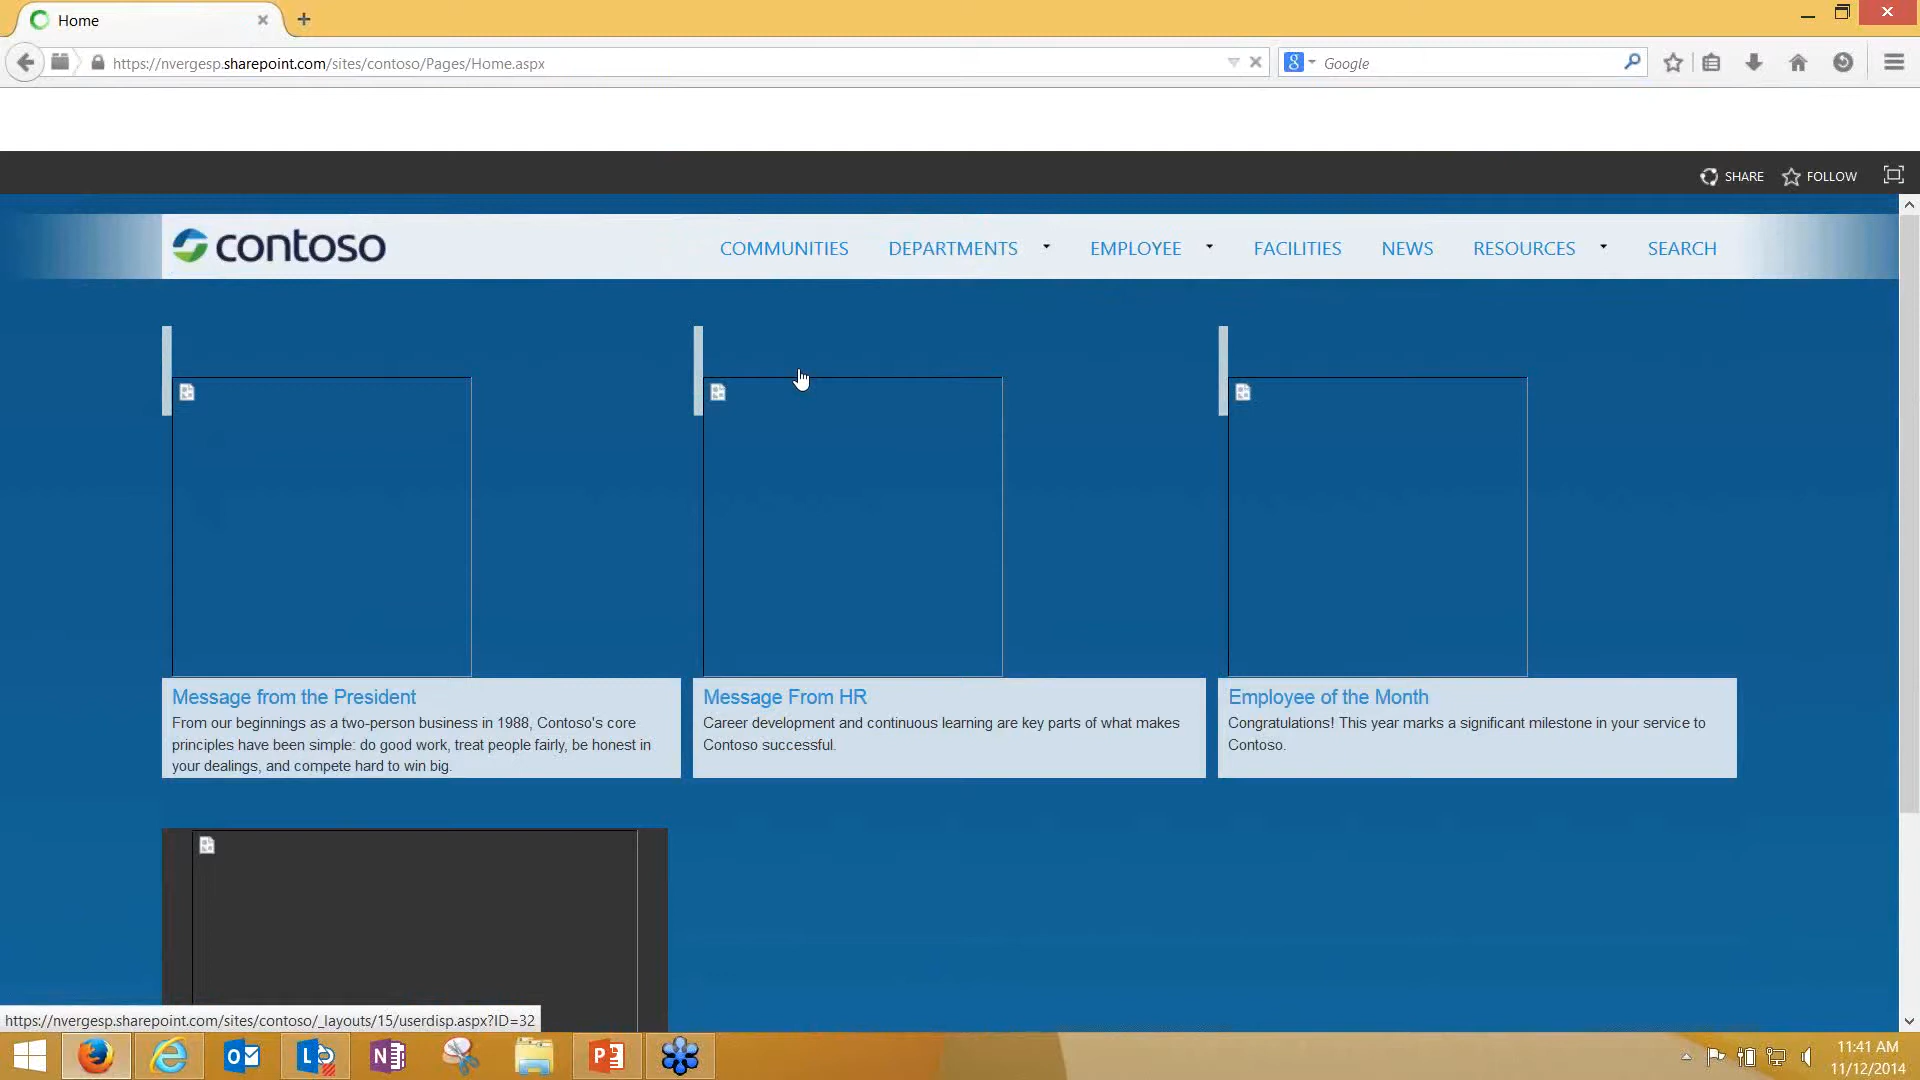 Home
https://nvergesp.sharepoint.com/sites/contoso/Pages/Home.aspx
8 Google
SHARE FOLLOW
contoso COMMUNITIES DEPARTMENTS EMPLOYEE FACILITIES NEWS RESOURCES SEARCH
Message from the President
From our beginnings as a two-person business in 1988, Contoso's core
principles have been simple: do good work, treat people fairly, be honest in
your dealings, and compete hard to win big.
Message From HR
Career development and continuous learning are key parts of what makes
Contoso successful.
Employee of the Month
Congratulations! This year marks a significant milestone in your service to
Contoso.
https://nvergesp.sharepoint.com/sites/contoso/_layouts/15/userdisp.aspx?ID=32
11:41 AM
11/12/2014